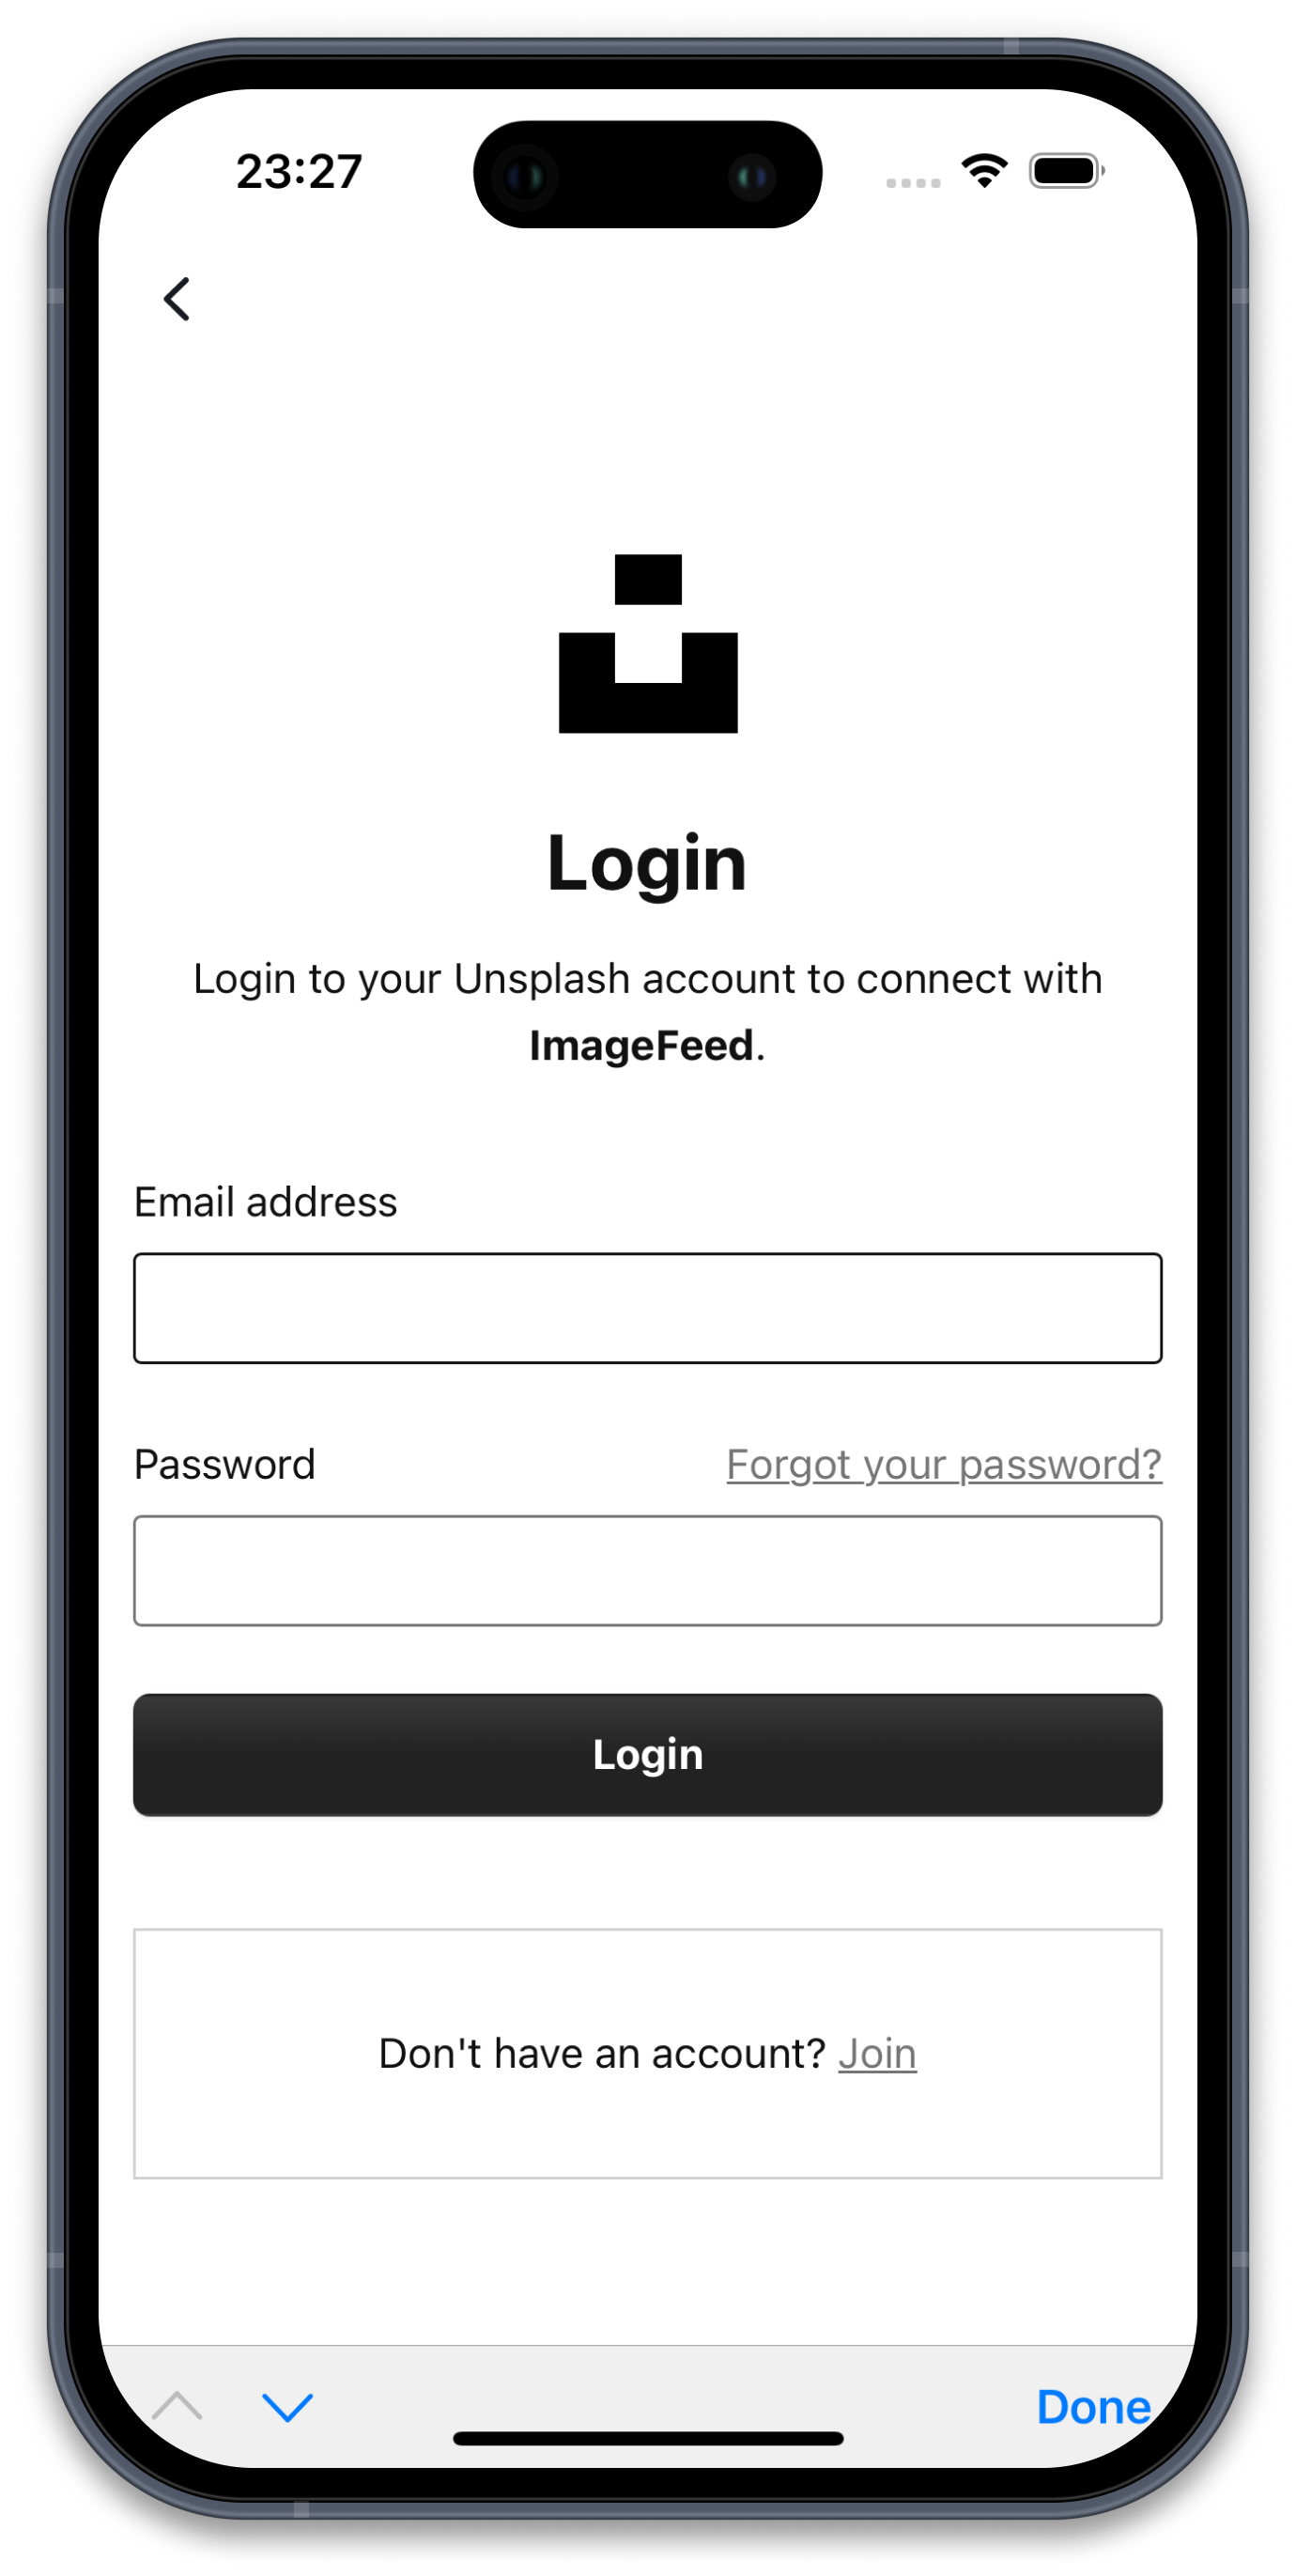 23:27
Login
Login to your Unsplash account to connect with
ImageFeed.
Email address
Password Forgot your password?
Login
Don't have an account? Join
Done